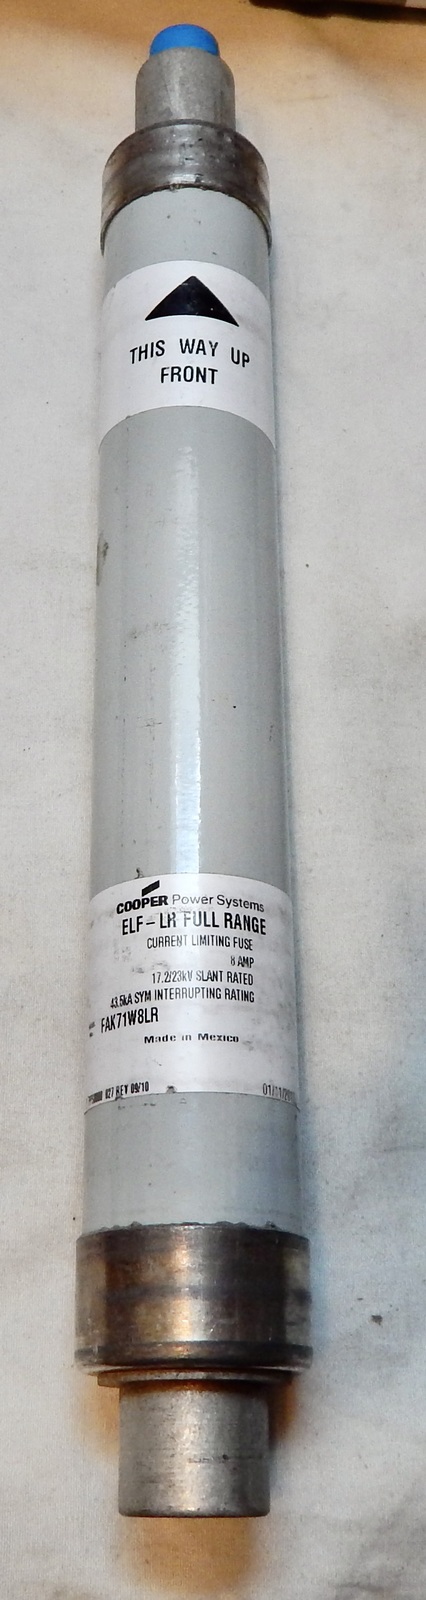 THIS WAY UP
FRONT
COOPER Power Systems
ELF-LR FULL RANGE
CURRENT LIMITING FUSE
8 AMP
17.2/23kV SLANT RATED
43.5kA SYM INTERRUPTING RATING
FAK71W8LR
Made in Mexico
027 REV 09/10